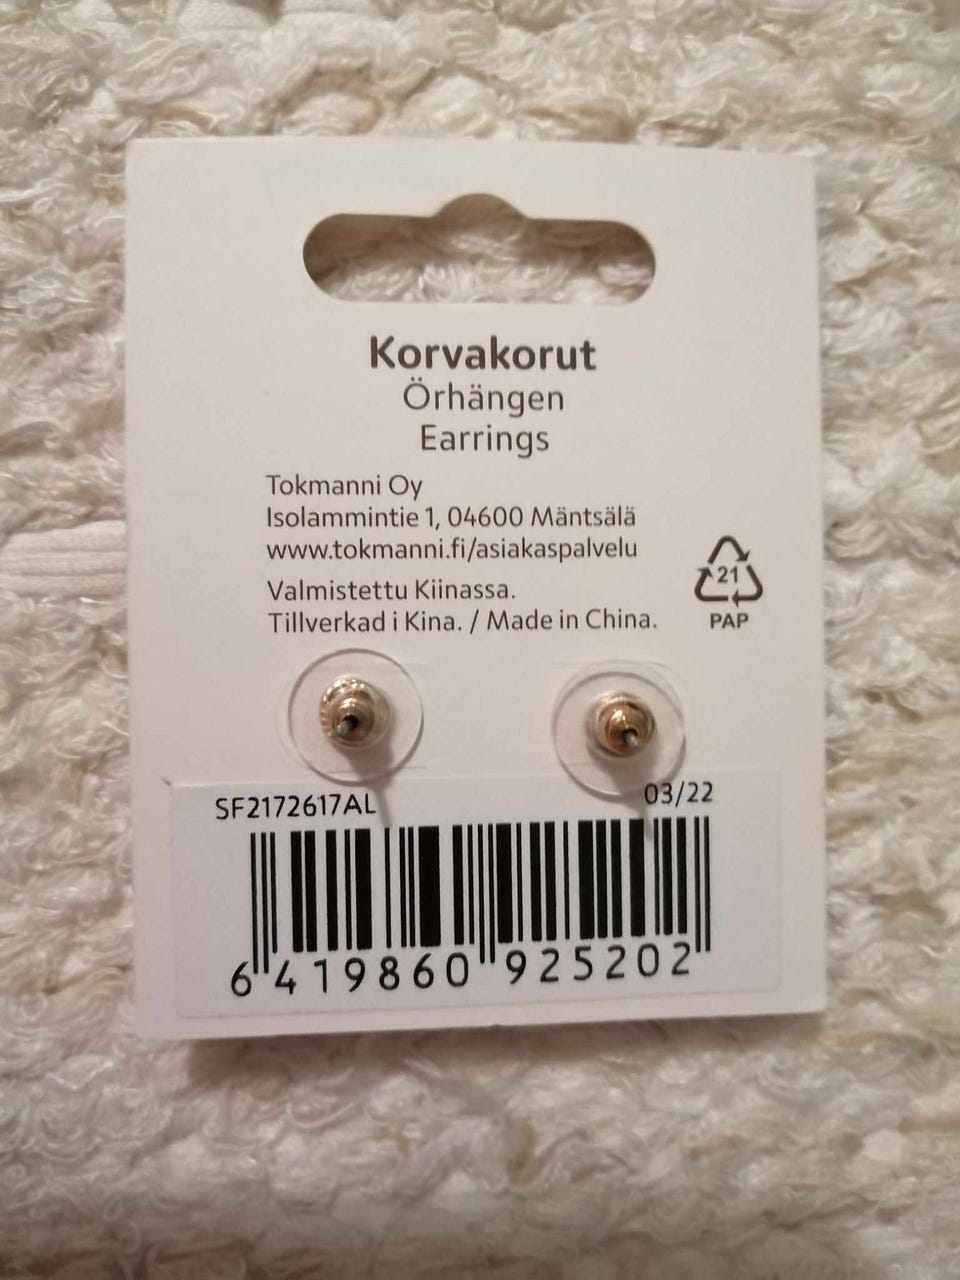 Korvakorut
Örhängen
Earrings
Tokmanni Oy
Isolammintie 1, 04600 Mäntsälä
www.tokmanni.fi/asiakaspalvelu
Valmistettu Kiinassa.
Tillverkad i Kina. / Made in China.
21
PAP
SF2172617AL 03/22
6 419860 925202